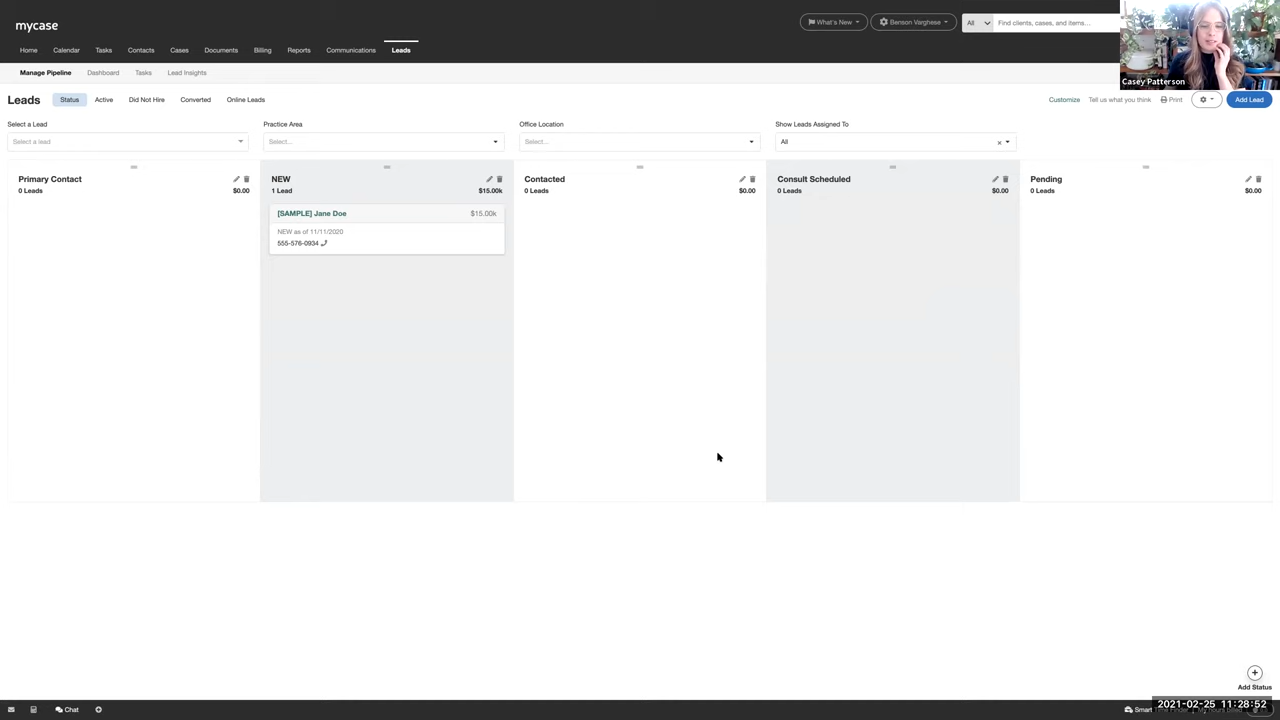 mycase
What's New
Benson Varghese
All
Find clients, cases, and items...
Home
Calendar
Tasks
Contacts
Cases
Documents
Billing
Reports
Communications
Leads
Casey Patterson
Manage Pipeline
Dashboard
Tasks
Lead Insights
Leads
Status
Active
Did Not Hire
Converted
Online Leads
Customize
Tell us what you think
Print
Add Lead
Select a Lead
Practice Area
Office Location
Show Leads Assigned To
Select a lead
Select...
Select...
All
Primary Contact
0 Leads
$0.00
NEW
1 Lead
$15.00k
[SAMPLE] Jane Doe
$15.00k
NEW as of 11/11/2020
555-576-0934
Contacted
0 Leads
$0.00
Consult Scheduled
0 Leads
$0.00
Pending
0 Leads
$0.00
Add Status
Chat
Smart
2021-02-25 11:28:52